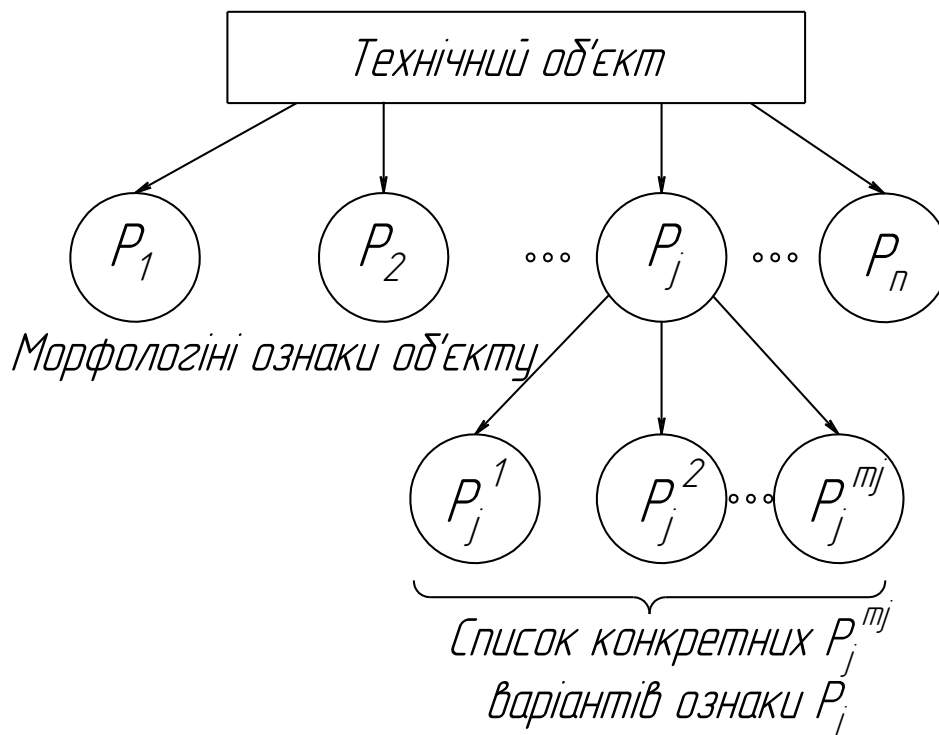 Технічний об'єкт
P₁ P₂ ∘∘∘ Pⱼ ∘∘∘ Pₙ
Морфологіні ознаки об'єкту
Pⱼ¹ Pⱼ² ∘∘∘ Pⱼᵐʲ
Список конкретних Pⱼᵐʲ
варіантів ознаки Pⱼ